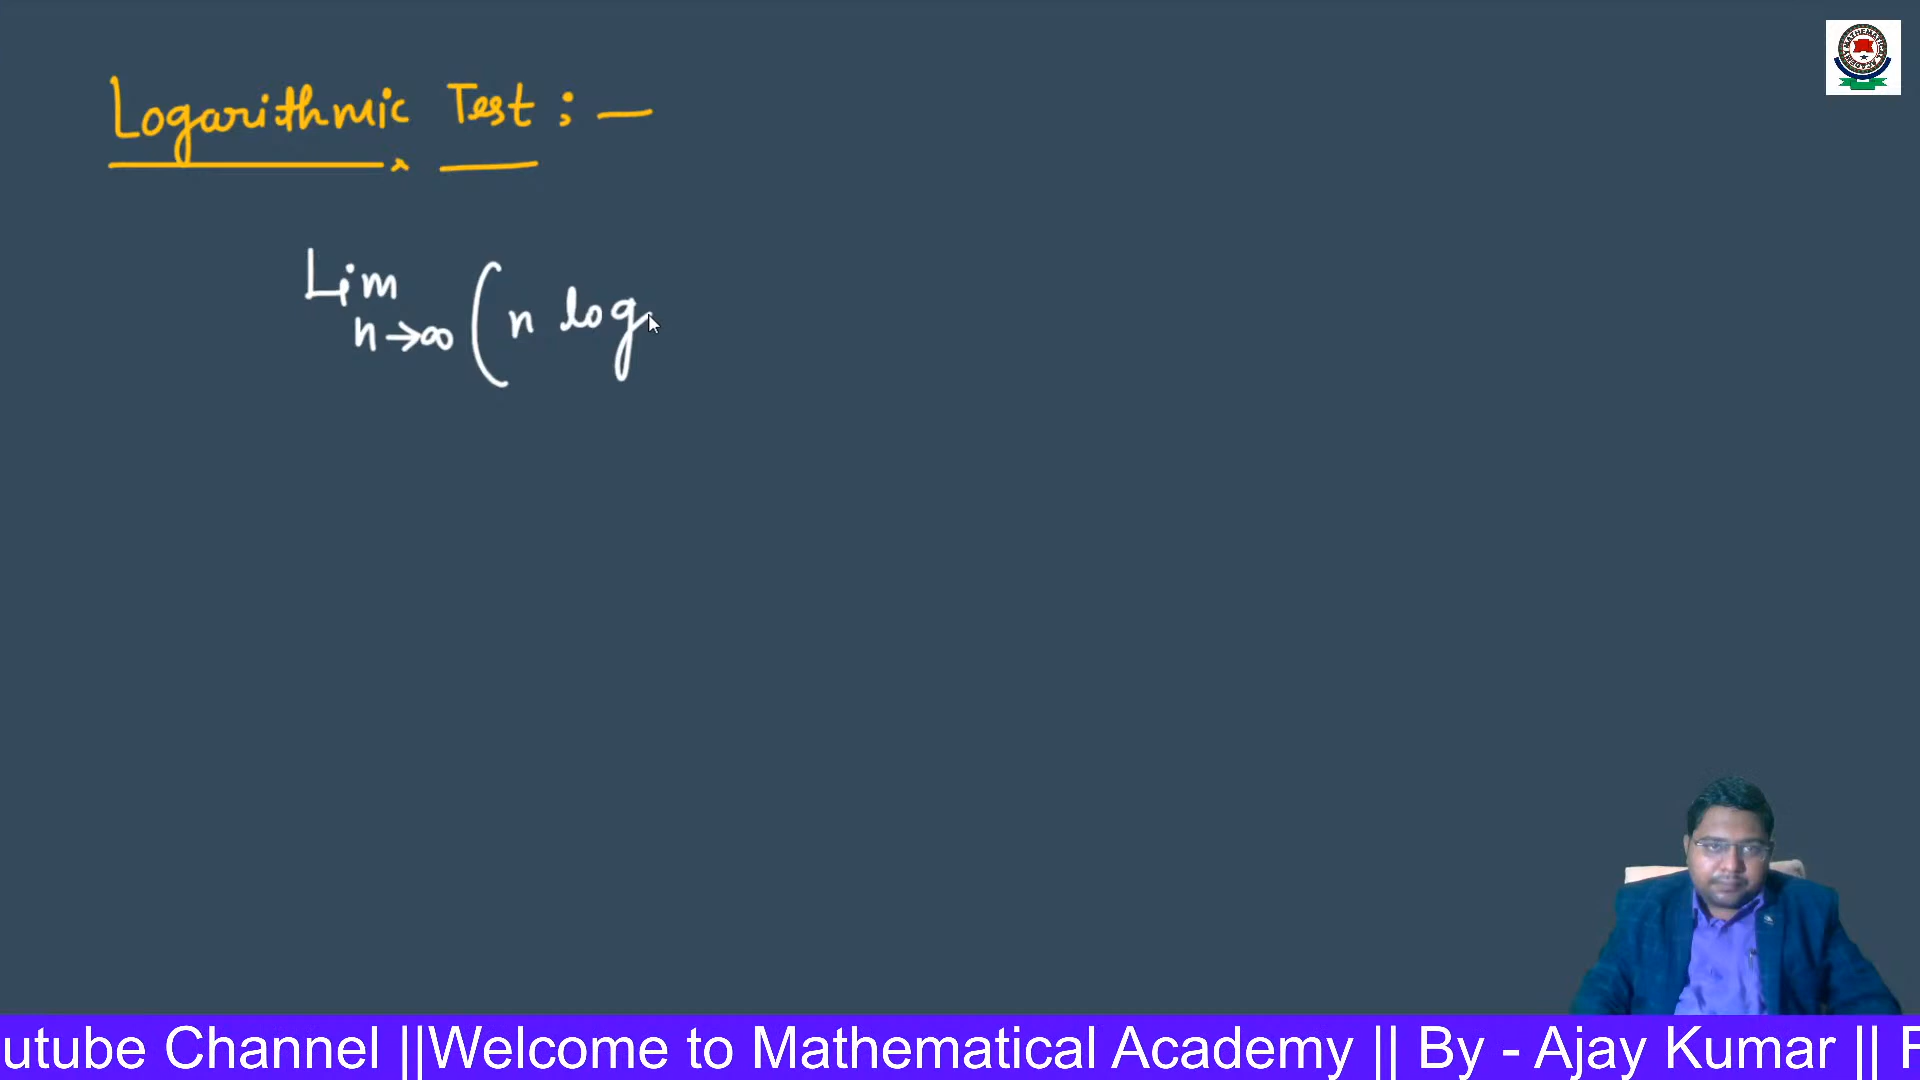 Logarithmic Test : —
Lim
n→∞ ( n log
utube Channel ||Welcome to Mathematical Academy || By - Ajay Kumar || F